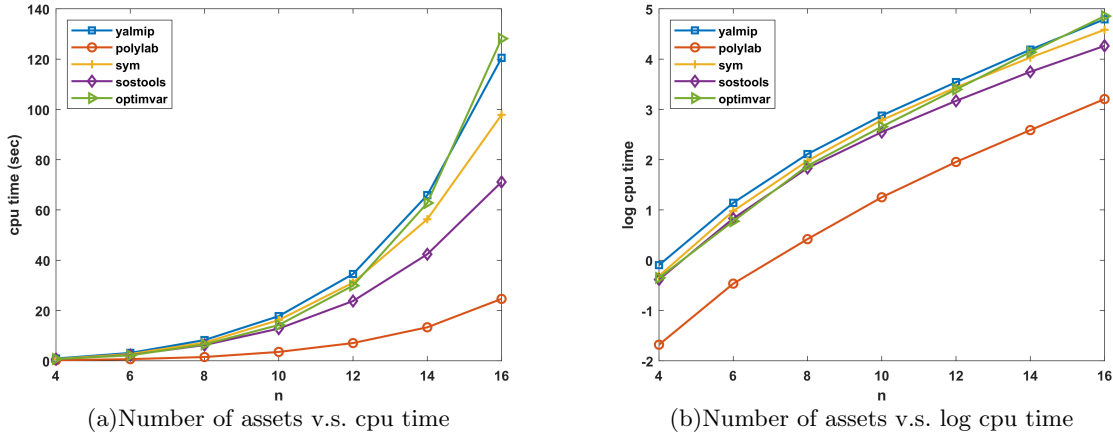 140
120
100
80
60
40
20
0
cpu time (sec)
yalmip
polylab
sym
sostools
optimvar
4 6 8 10 12 14 16
n
(a)Number of assets v.s. cpu time
5
4
3
2
1
0
-1
-2
log cpu time
yalmip
polylab
sym
sostools
optimvar
4 6 8 10 12 14 16
n
(b)Number of assets v.s. log cpu time